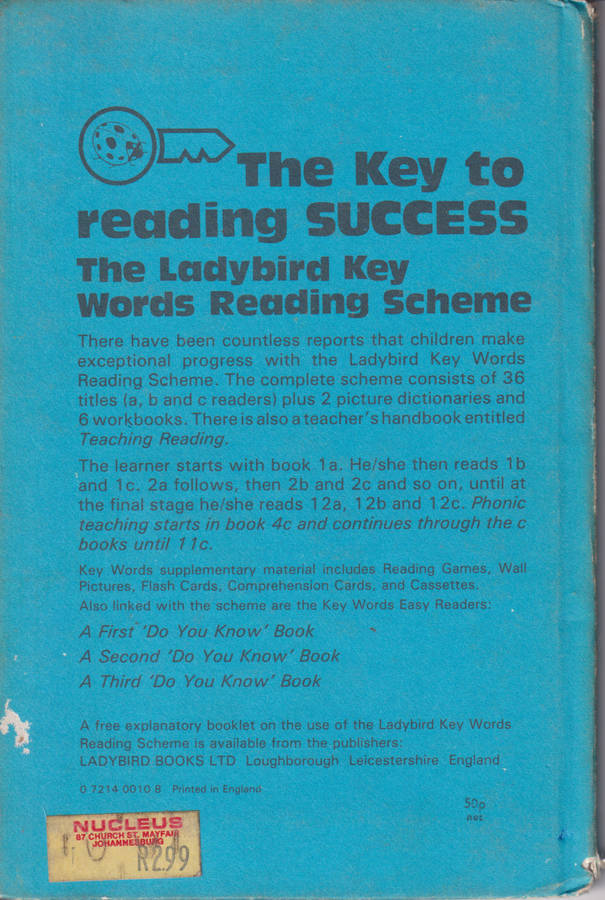 The Key to
reading SUCCESS
The Ladybird Key
Words Reading Scheme
There have been countless reports that children make
exceptional progress with the Ladybird Key Words
Reading Scheme. The complete scheme consists of 36
titles (a, b and c readers) plus 2 picture dictionaries and
6 workbooks. There is also a teacher's handbook entitled
Teaching Reading.
The learner starts with book 1a. He/she then reads 1b
and 1c. 2a follows, then 2b and 2c and so on, until at
the final stage he/she reads 12a, 12b and 12c. Phonic
teaching starts in book 4c and continues through the c
books until 11c.
Key Words supplementary material includes Reading Games, Wall
Pictures, Flash Cards, Comprehension Cards, and Cassettes.
Also linked with the scheme are the Key Words Easy Readers:
A First 'Do You Know' Book
A Second 'Do You Know' Book
A Third 'Do You Know' Book
A free explanatory booklet on the use of the Ladybird Key Words
Reading Scheme is available from the publishers:
LADYBIRD BOOKS LTD Loughborough Leicestershire England
0 7214 0010 8 Printed in England
50p
net
NUCLEUS
87 CHURCH ST. MAYFAIR
JOHANNESBURG
R2.99